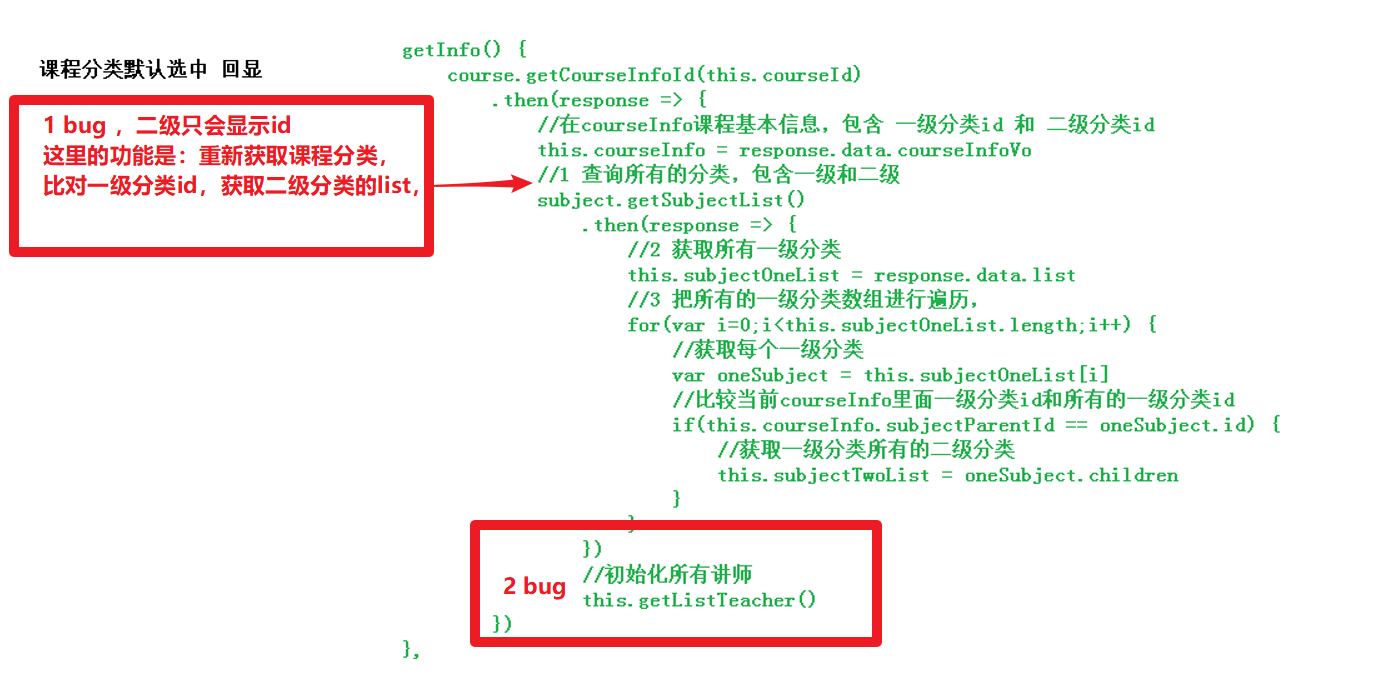 课程分类默认选中 回显
1 bug ，二级只会显示id
这里的功能是：重新获取课程分类，
比对一级分类id，获取二级分类的list，
getInfo() {
course.getCourseInfoId(this.courseId)
.then(response => {
//在courseInfo课程基本信息，包含 一级分类id 和 二级分类id
this.courseInfo = response.data.courseInfoVo
//1 查询所有的分类，包含一级和二级
subject.getSubjectList()
.then(response => {
//2 获取所有一级分类
this.subjectOneList = response.data.list
//3 把所有的一级分类数组进行遍历，
for(var i=0;i<this.subjectOneList.length;i++) {
//获取每个一级分类
var oneSubject = this.subjectOneList[i]
//比较当前courseInfo里面一级分类id和所有的一级分类id
if(this.courseInfo.subjectParentId == oneSubject.id) {
//获取一级分类所有的二级分类
this.subjectTwoList = oneSubject.children
}
}
})
2 bug
//初始化所有讲师
this.getListTeacher()
})
},